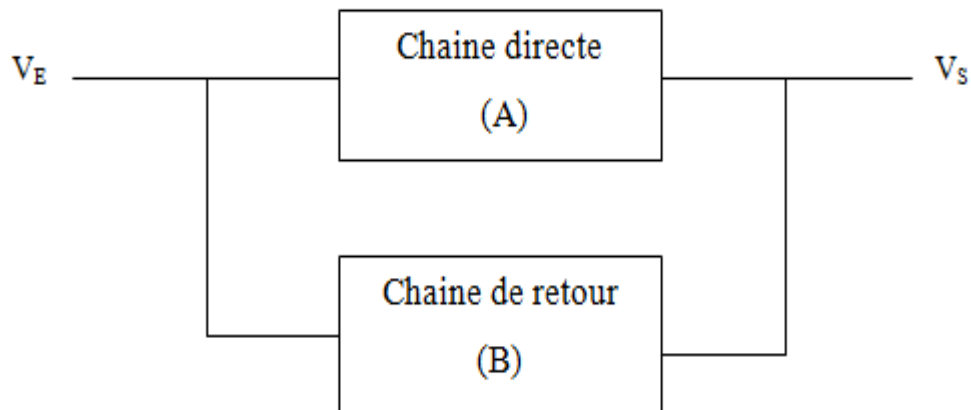 Chaine directe
V_E
V_S
(A)
Chaine de retour
(B)